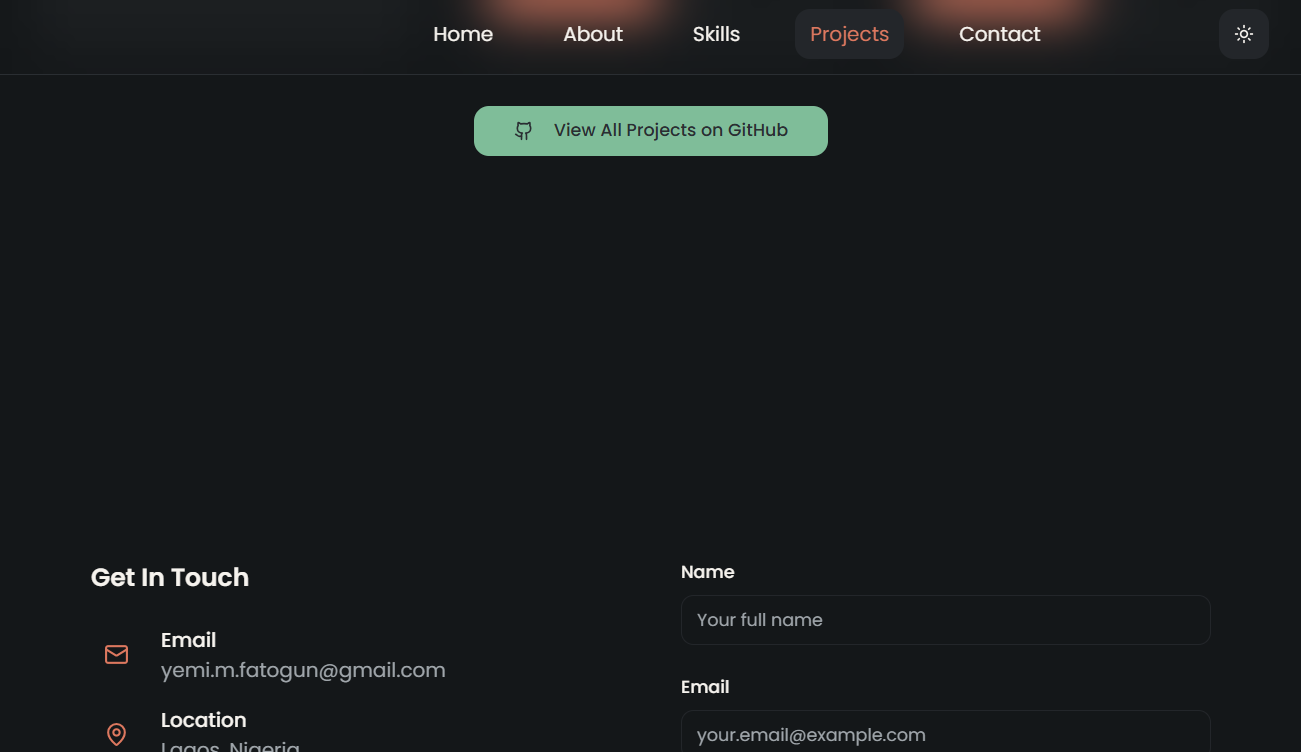 Home
About
Skills
Projects
Contact
View All Projects on GitHub
Get In Touch
Email
yemi.m.fatogun@gmail.com
Location
Lagos, Nigeria
Name
Your full name
Email
your.email@example.com